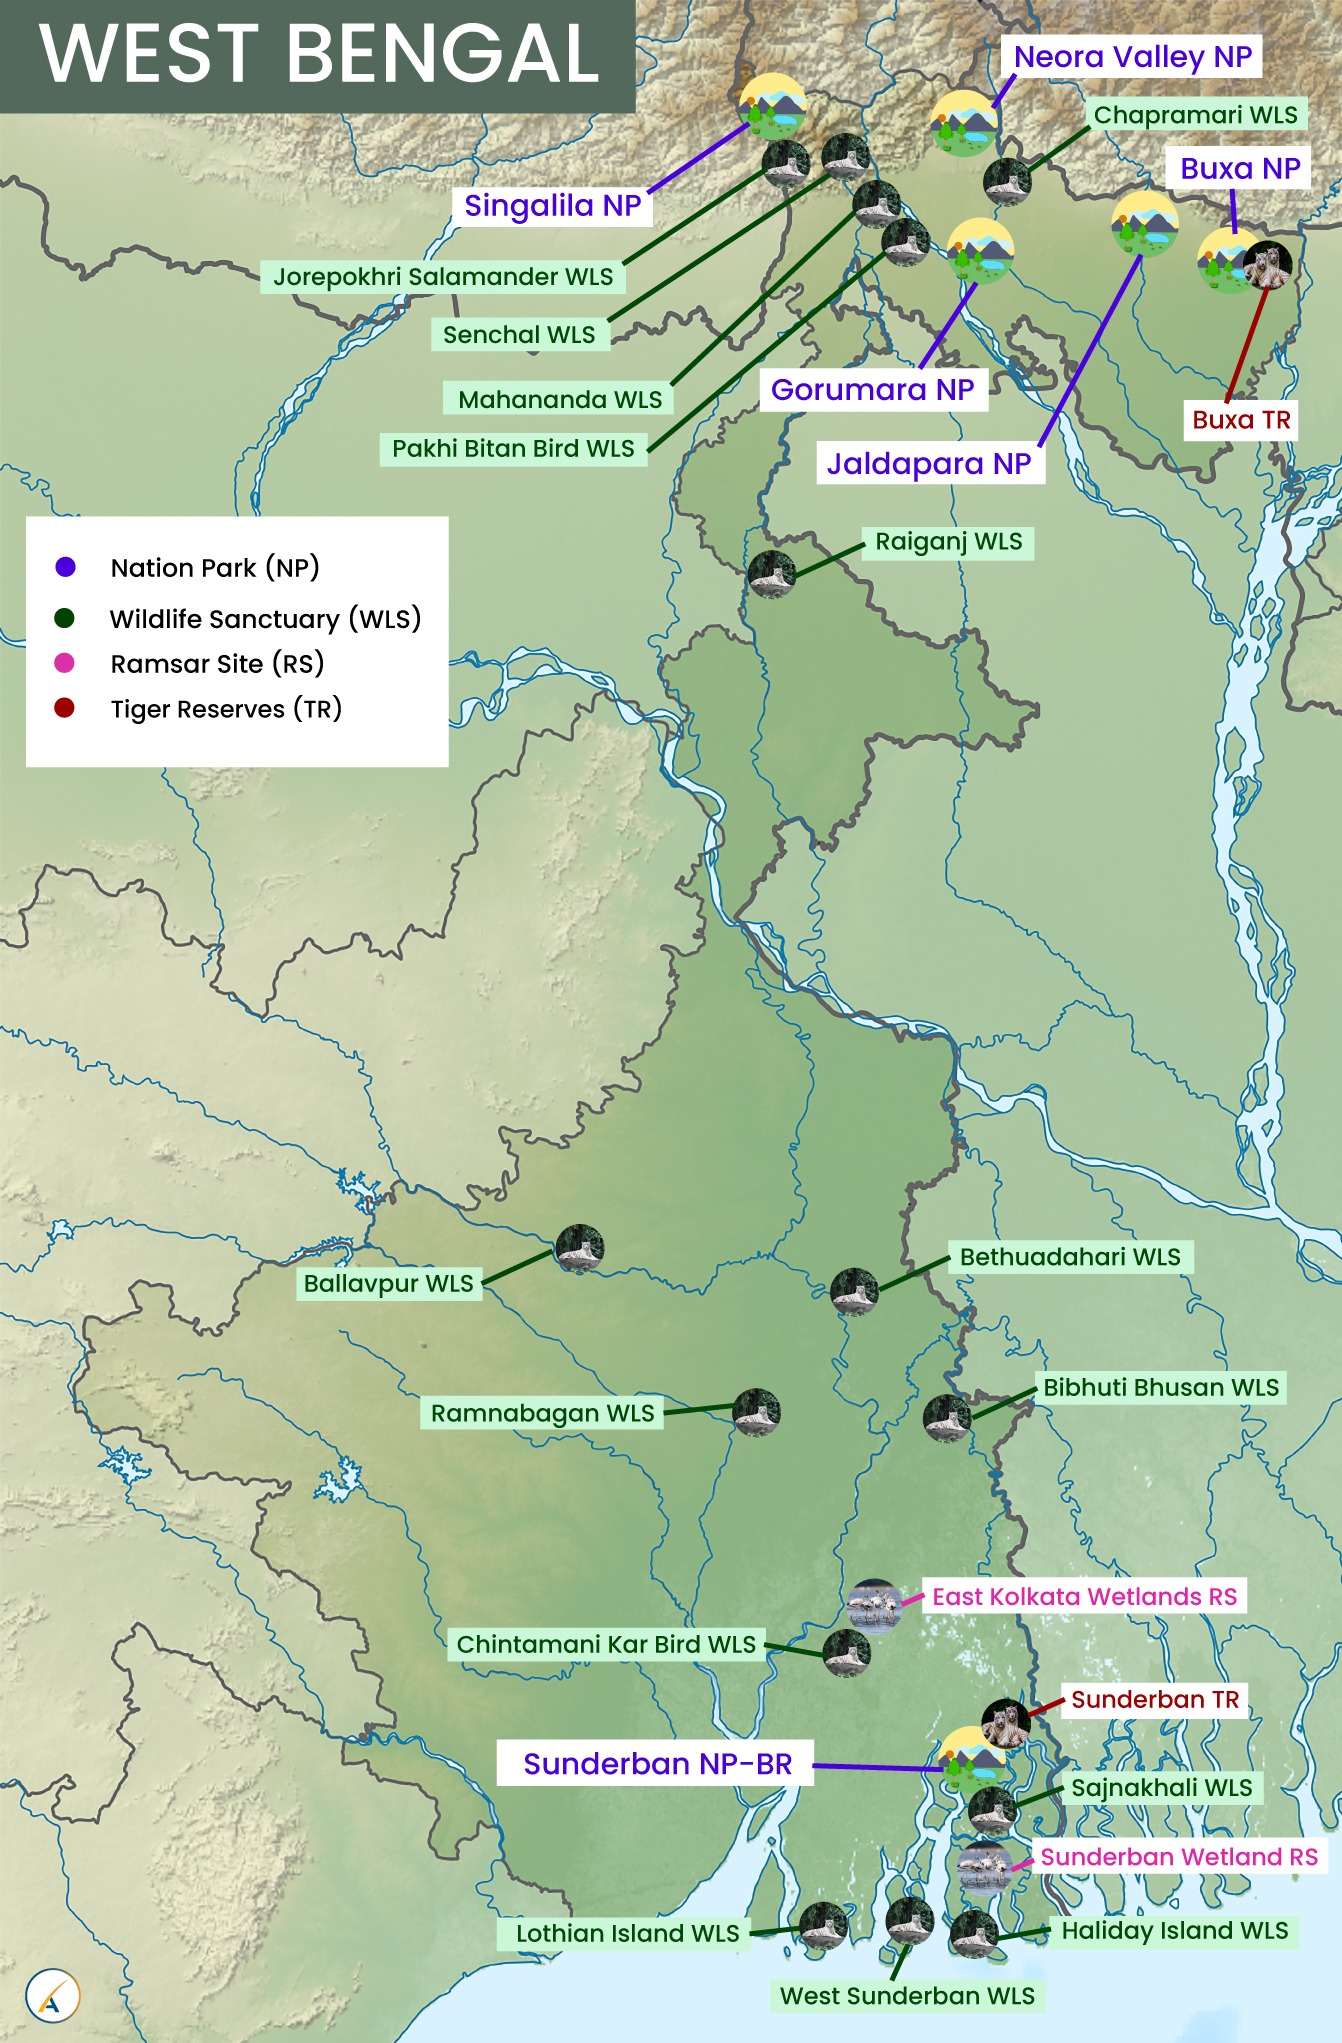 WEST BENGAL
Neora Valley NP
Chapramari WLS
Buxa NP
Singalila NP
Jorepokhri Salamander WLS
Senchal WLS
Mahananda WLS
Gorumara NP
Buxa TR
Pakhi Bitan Bird WLS
Jaldapara NP
Raiganj WLS
Nation Park (NP)
Wildlife Sanctuary (WLS)
Ramsar Site (RS)
Tiger Reserves (TR)
Bethuadahari WLS
Ballavpur WLS
Bibhuti Bhusan WLS
Ramnabagan WLS
East Kolkata Wetlands RS
Chintamani Kar Bird WLS
Sunderban TR
Sunderban NP-BR
Sajnakhali WLS
Sunderban Wetland RS
Lothian Island WLS
Haliday Island WLS
West Sunderban WLS
A